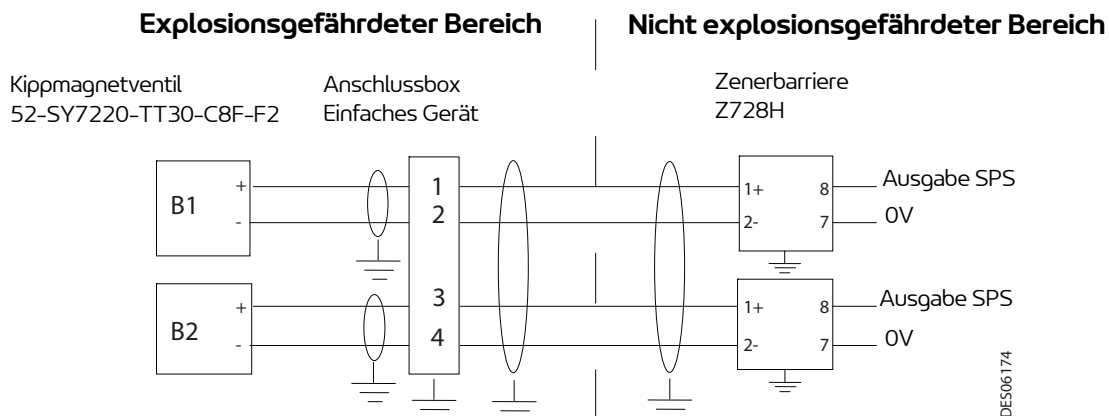 Explosionsgefährdeter Bereich
Nicht explosionsgefährdeter Bereich
Kippmagnetventil
52-SY7220-TT30-C8F-F2
Anschlussbox
Einfaches Gerät
Zenerbarriere
Z728H
B1
+
-
1
2
1+
2-
8
7
Ausgabe SPS
0V
B2
+
-
3
4
1+
2-
8
7
Ausgabe SPS
0V
DES06174